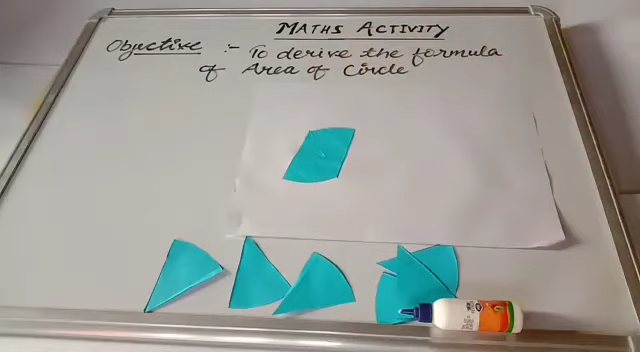 MATHS ACTIVITY
Objective :- To derive the formula
of Area of Circle